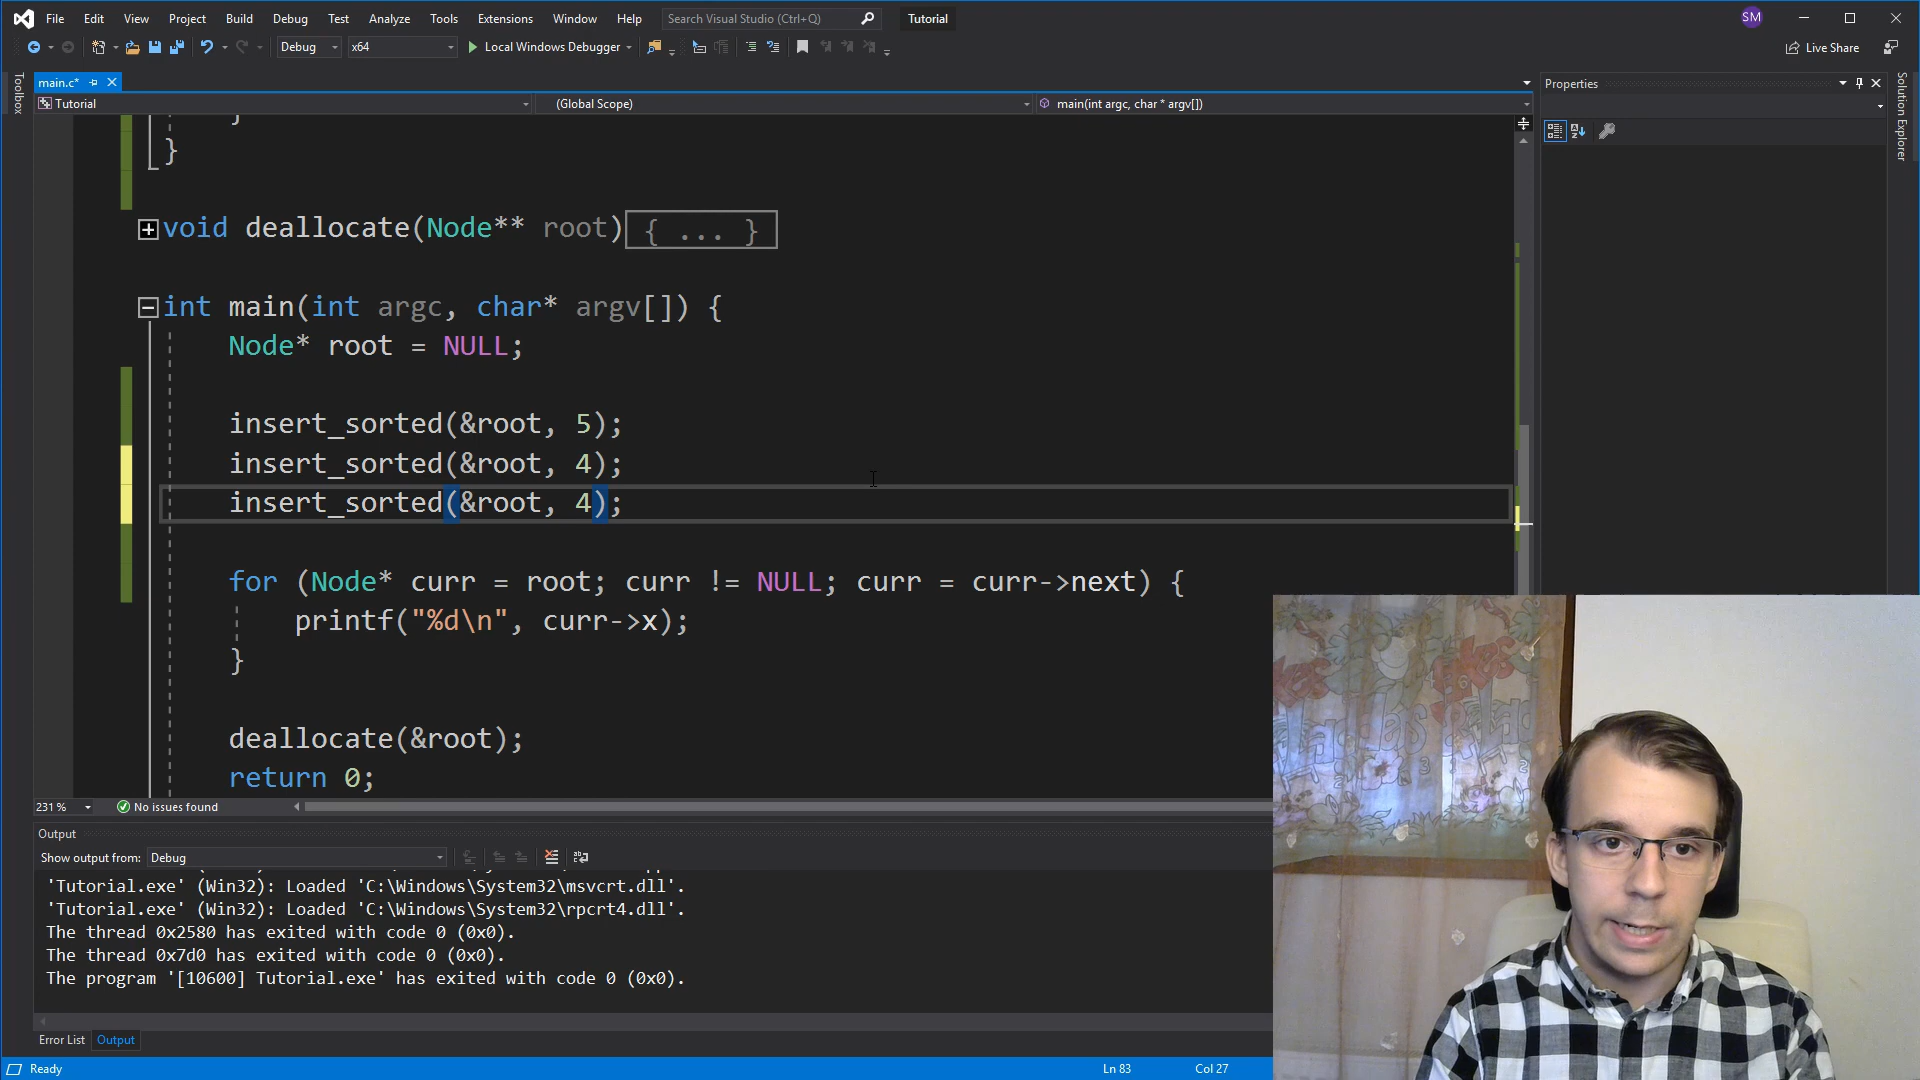 File Edit View Project Build Debug Test Analyze Tools Extensions Window Help Search Visual Studio (Ctrl+Q) Tutorial SM
Debug x64 Local Windows Debugger Live Share
Toolbox
main.c*
Tutorial (Global Scope) main(int argc, char * argv[])
}
}
void deallocate(Node** root){ ... }
int main(int argc, char* argv[]) {
Node* root = NULL;
insert_sorted(&root, 5);
insert_sorted(&root, 4);
insert_sorted(&root, 4);
for (Node* curr = root; curr != NULL; curr = curr->next) {
printf("%d\n", curr->x);
}
deallocate(&root);
return 0;
231 % No issues found
Output
Show output from: Debug
'Tutorial.exe' (Win32): Loaded 'C:\Windows\System32\msvcrt.dll'.
'Tutorial.exe' (Win32): Loaded 'C:\Windows\System32\rpcrt4.dll'.
The thread 0x2580 has exited with code 0 (0x0).
The thread 0x7d0 has exited with code 0 (0x0).
The program '[10600] Tutorial.exe' has exited with code 0 (0x0).
Error List Output
Ready Ln 83 Col 27
Properties
Solution Explorer